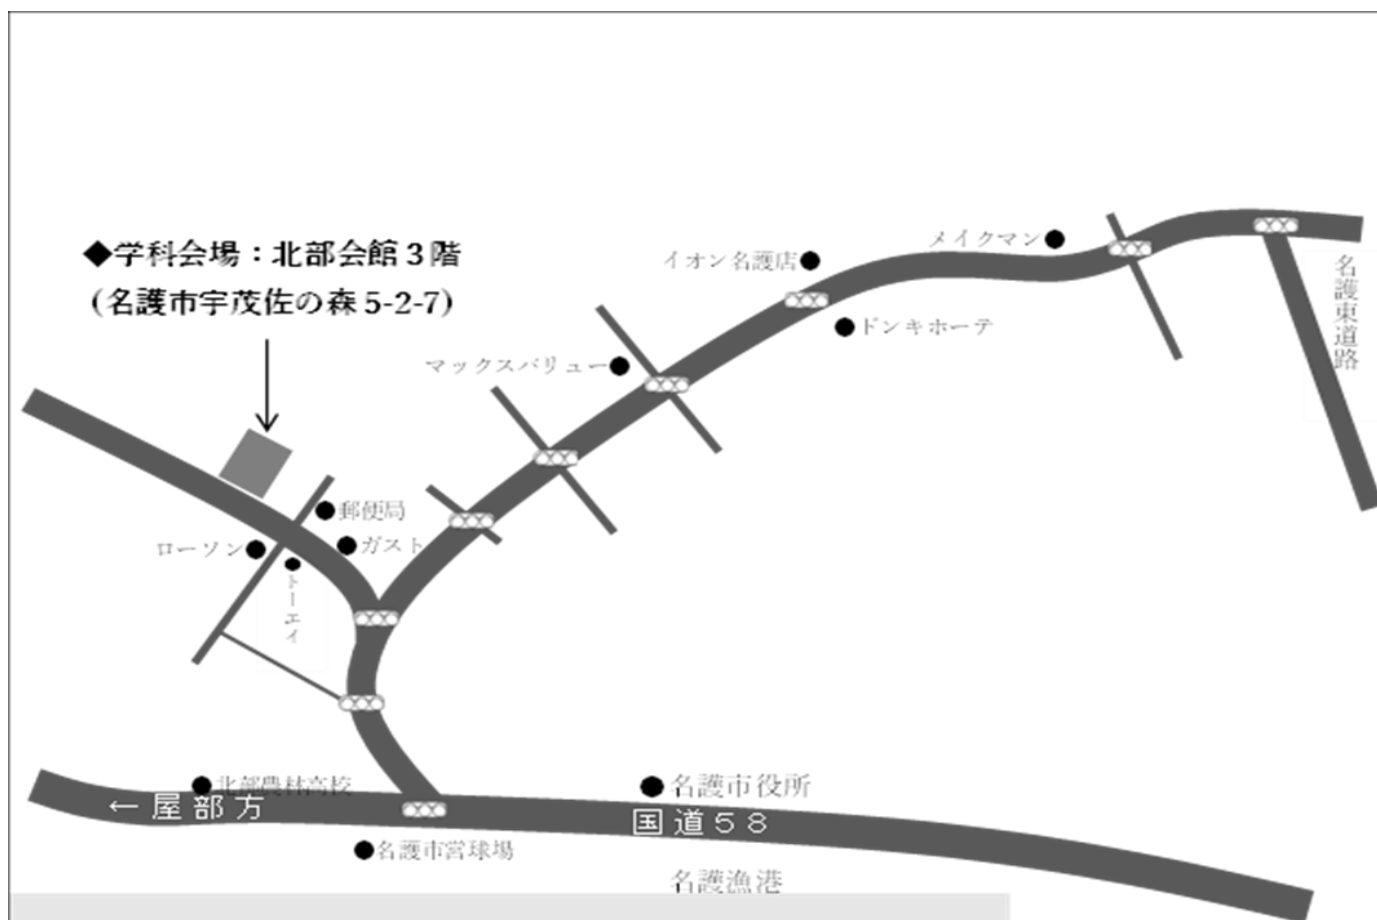 ◆学科会場：北部会館３階
(名護市宇茂佐の森5-2-7)
メイクマン
イオン名護店
ドンキホーテ
名護東道路
マックスバリュー
郵便局
ローソン
ガスト
トーエイ
北部農林高校
名護市役所
← 屋部方
国道５８
名護市営球場
名護漁港